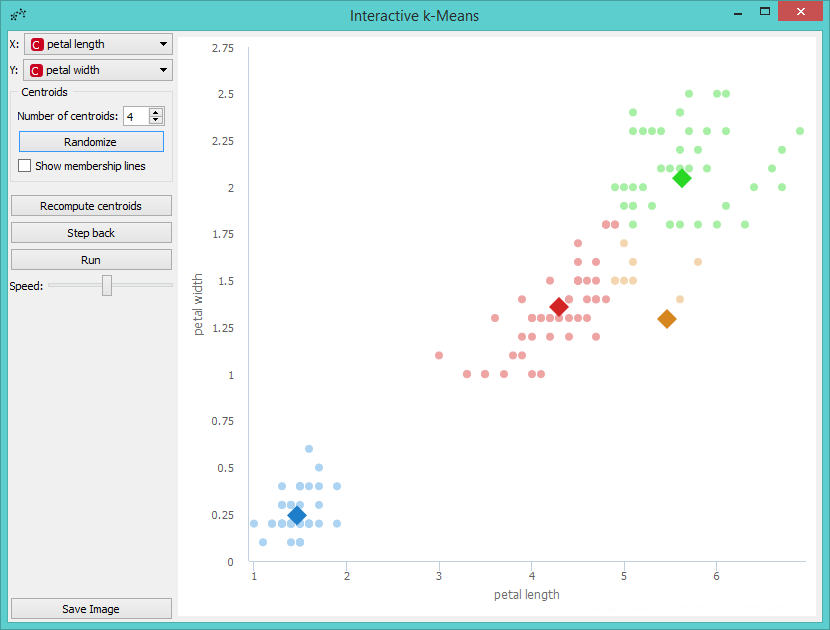 Interactive k-Means
X: C petal length
Y: C petal width
Centroids
Number of centroids: 4
Randomize
Show membership lines
Recompute centroids
Step back
Run
Speed:
Save Image
petal width
2.75
2.5
2.25
2
1.75
1.5
1.25
1
0.75
0.5
0.25
0
1 2 3 4 5 6
petal length